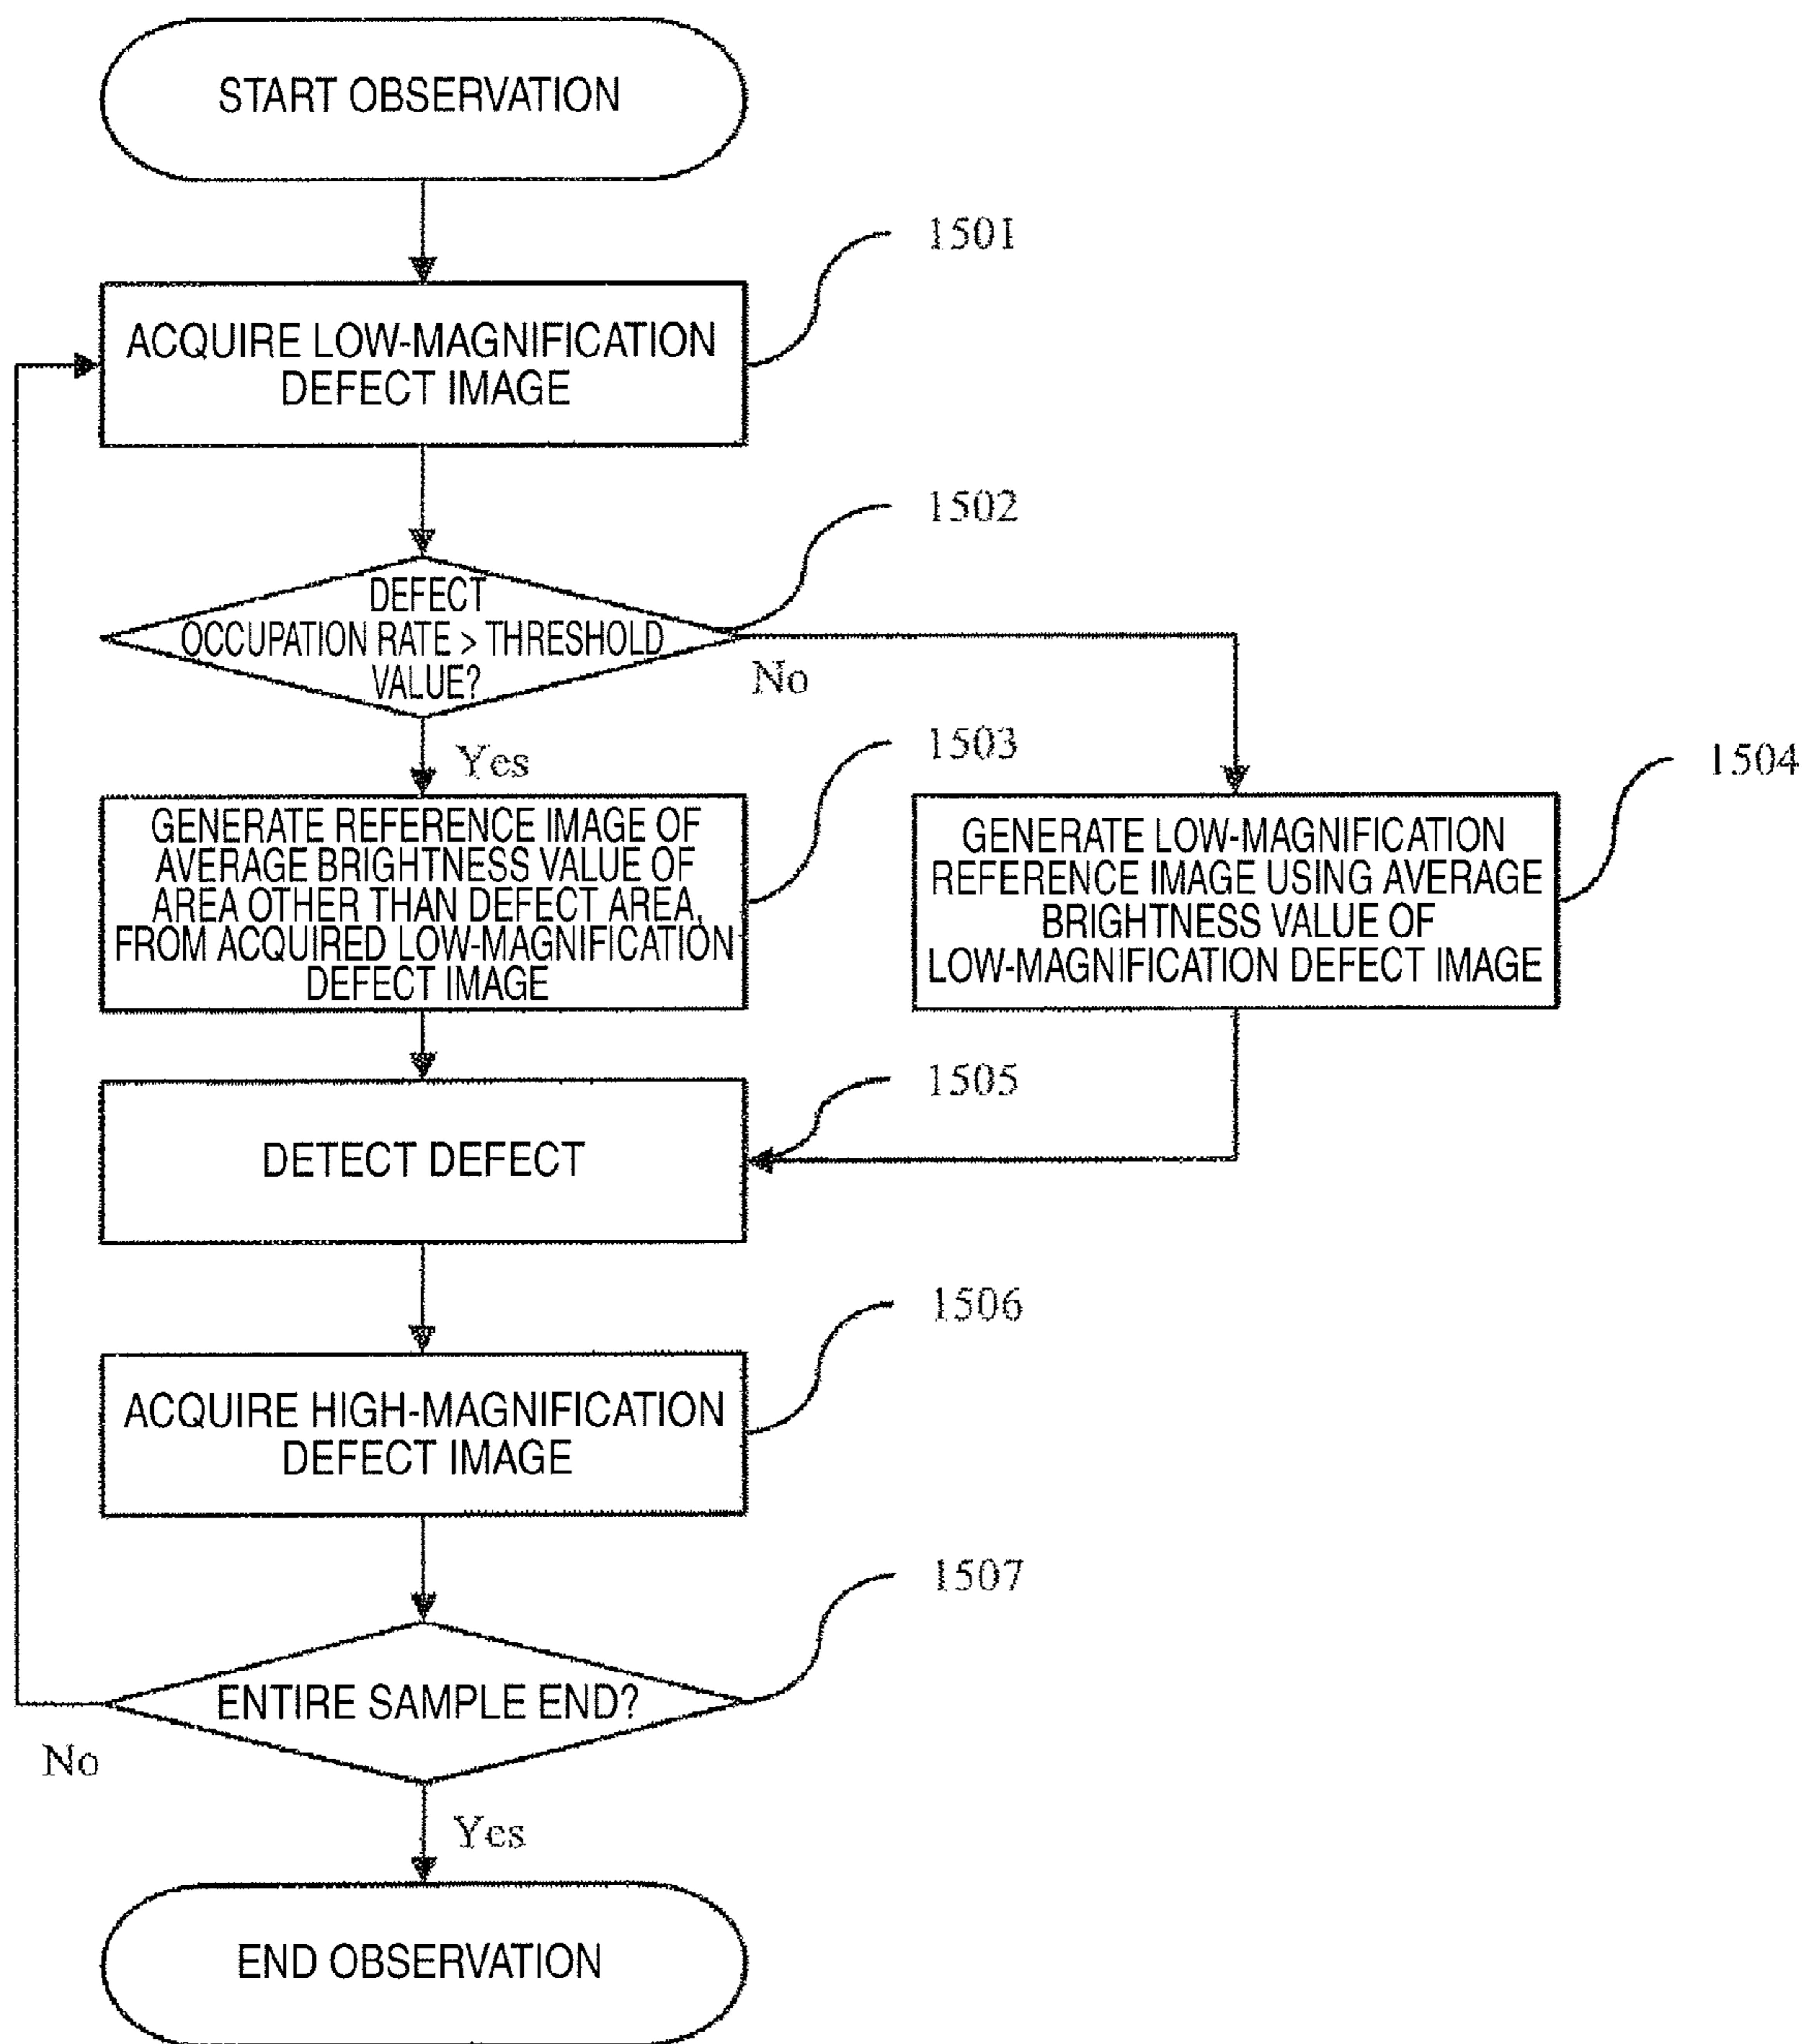 START OBSERVATION
1501
ACQUIRE LOW-MAGNIFICATION
DEFECT IMAGE
1502
DEFECT
OCCUPATION RATE > THRESHOLD
VALUE?
No
Yes
1503
GENERATE REFERENCE IMAGE OF
AVERAGE BRIGHTNESS VALUE OF
AREA OTHER THAN DEFECT AREA,
FROM ACQUIRED LOW-MAGNIFICATION
DEFECT IMAGE
1504
GENERATE LOW-MAGNIFICATION
REFERENCE IMAGE USING AVERAGE
BRIGHTNESS VALUE OF
LOW-MAGNIFICATION DEFECT IMAGE
1505
DETECT DEFECT
1506
ACQUIRE HIGH-MAGNIFICATION
DEFECT IMAGE
1507
ENTIRE SAMPLE END?
No
Yes
END OBSERVATION